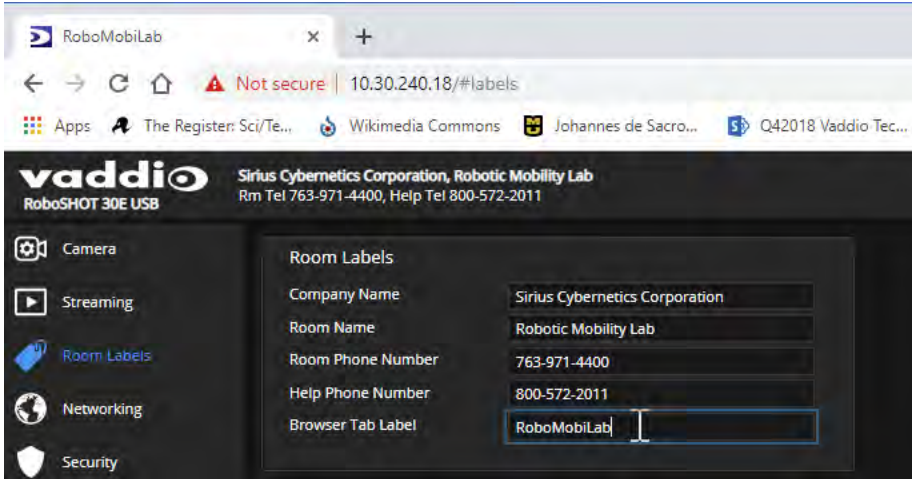 RoboMobiLab
Not secure 10.30.240.18/#labels
Apps The Register: Sci/Te... Wikimedia Commons Johannes de Sacro... Q42018 Vaddio Tec...
vaddio
RoboSHOT 30E USB
Sirius Cybernetics Corporation, Robotic Mobility Lab
Rm Tel 763-971-4400, Help Tel 800-572-2011
Camera
Streaming
Room Labels
Networking
Security
Room Labels
Company Name Sirius Cybernetics Corporation
Room Name Robotic Mobility Lab
Room Phone Number 763-971-4400
Help Phone Number 800-572-2011
Browser Tab Label RoboMobiLab